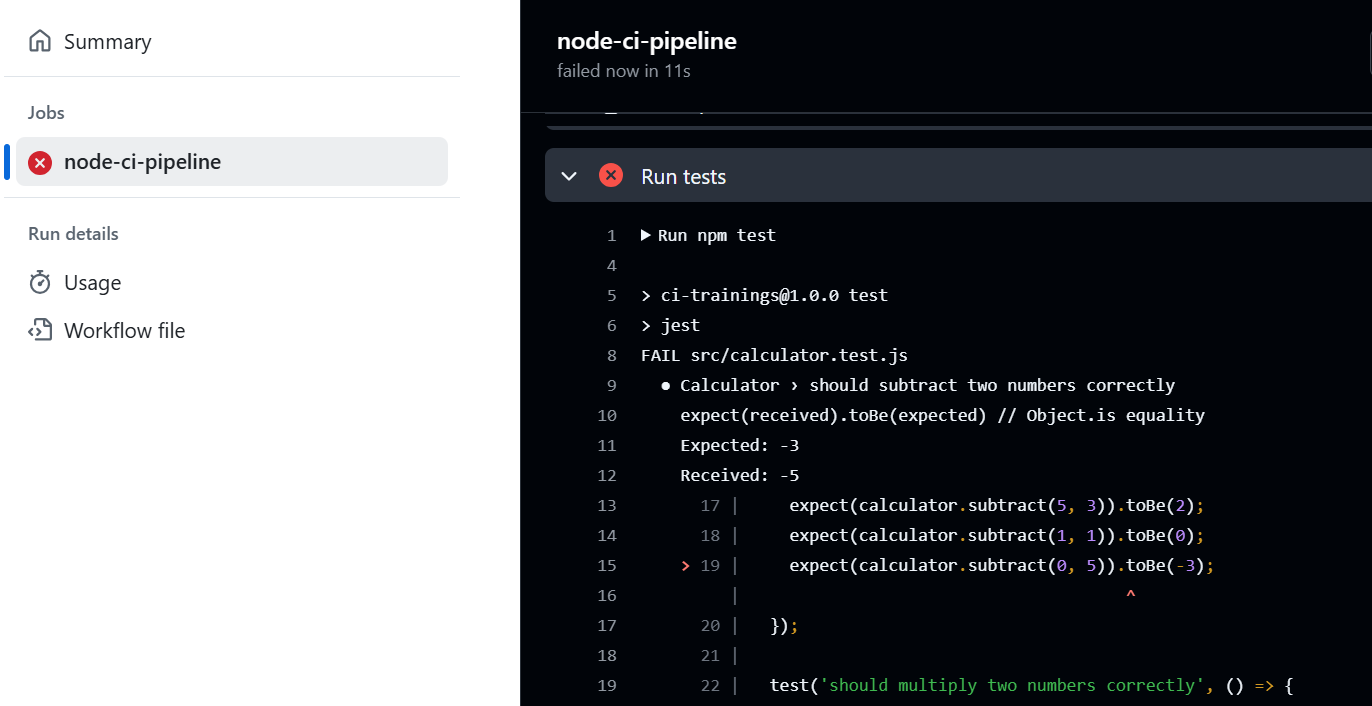 Summary
Jobs
node-ci-pipeline
Run details
Usage
Workflow file
node-ci-pipeline
failed now in 11s
Run tests
1 ▶ Run npm test
4
5 > ci-trainings@1.0.0 test
6 > jest
8 FAIL src/calculator.test.js
9 ● Calculator › should subtract two numbers correctly
10 expect(received).toBe(expected) // Object.is equality
11 Expected: -3
12 Received: -5
13 17 | expect(calculator.subtract(5, 3)).toBe(2);
14 18 | expect(calculator.subtract(1, 1)).toBe(0);
15 > 19 | expect(calculator.subtract(0, 5)).toBe(-3);
16 | ^
17 20 | });
18 21 |
19 22 | test('should multiply two numbers correctly', () => {